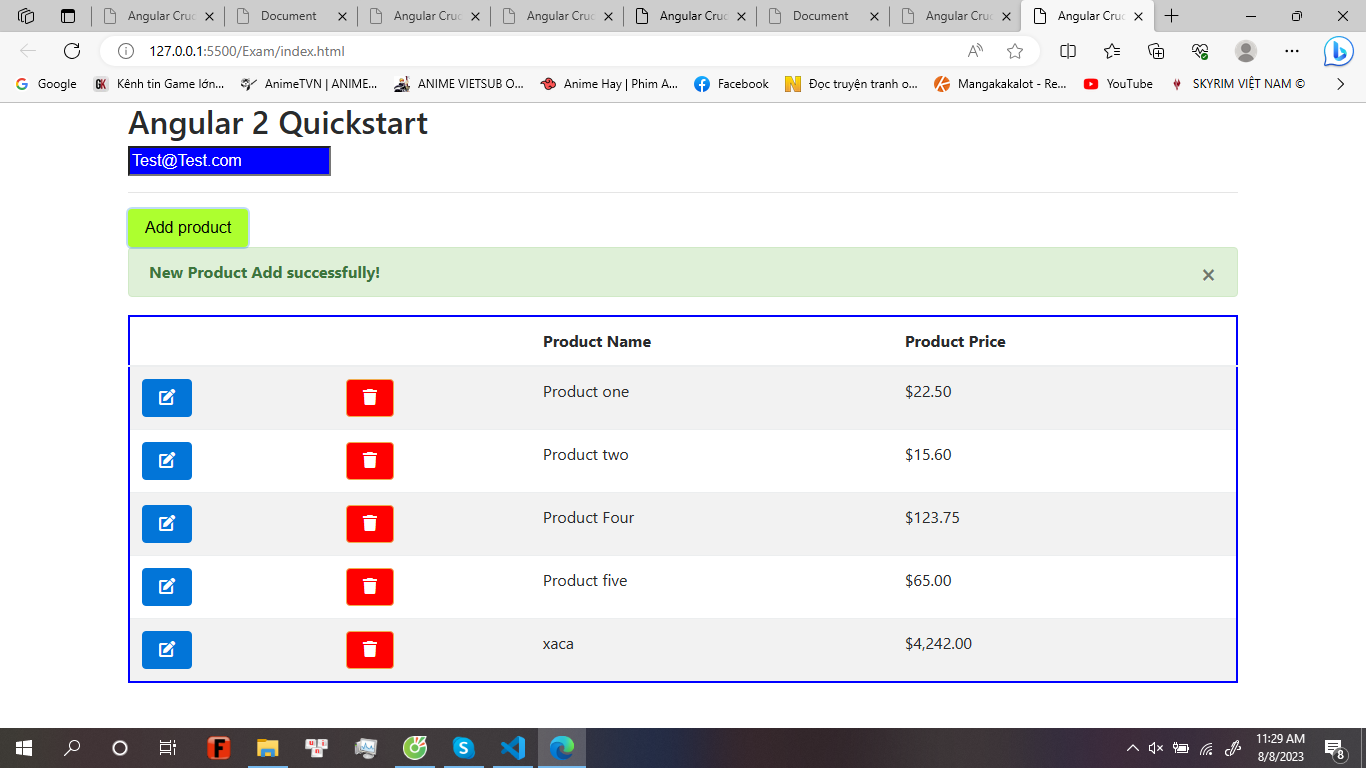 Angular Cruc
Document
Angular Cruc
Angular Cruc
Angular Cruc
Document
Angular Cruc
Angular Cruc
127.0.0.1:5500/Exam/index.html
Google
GK Kênh tin Game lớn...
AnimeTVN | ANIME...
ANIME VIETSUB O...
Anime Hay | Phim A...
Facebook
Đọc truyện tranh o...
Mangakakalot - Re...
YouTube
SKYRIM VIỆT NAM ©
Angular 2 Quickstart
Test@Test.com
Add product
New Product Add successfully! ×
Product Name Product Price
Product one $22.50
Product two $15.60
Product Four $123.75
Product five $65.00
xaca $4,242.00
11:29 AM
8/8/2023
8